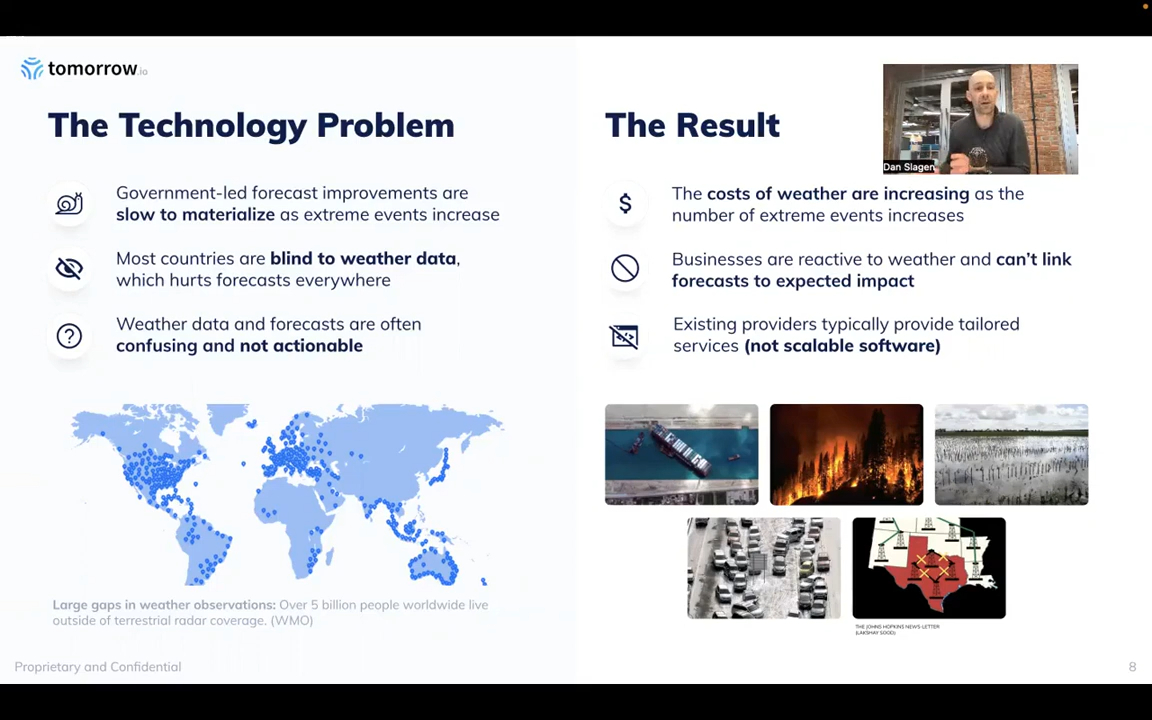 tomorrow.io
The Technology Problem
Government-led forecast improvements are
slow to materialize as extreme events increase
Most countries are blind to weather data,
which hurts forecasts everywhere
Weather data and forecasts are often
confusing and not actionable
Large gaps in weather observations: Over 5 billion people worldwide live
outside of terrestrial radar coverage. (WMO)
The Result
Dan Slagen
The costs of weather are increasing as the
number of extreme events increases
Businesses are reactive to weather and can't link
forecasts to expected impact
Existing providers typically provide tailored
services (not scalable software)
THE JOHNS HOPKINS NEWS-LETTER
(LAKSHAY SOOD)
Proprietary and Confidential
8